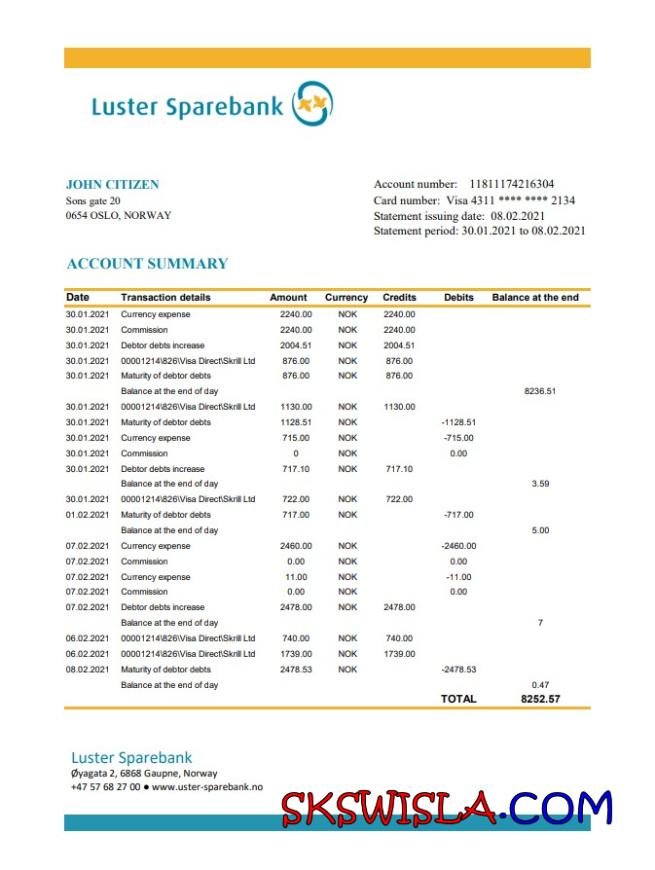 Luster Sparebank
JOHN CITIZEN
Sons gate 20
0654 OSLO, NORWAY
Account number: 11811174216304
Card number: Visa 4311 **** **** 2134
Statement issuing date: 08.02.2021
Statement period: 30.01.2021 to 08.02.2021
ACCOUNT SUMMARY
Date Transaction details Amount Currency Credits Debits Balance at the end
30.01.2021 Currency expense 2240.00 NOK 2240.00
30.01.2021 Commission 2240.00 NOK 2240.00
30.01.2021 Debtor debts increase 2004.51 NOK 2004.51
30.01.2021 00001214\826\Visa Direct\Skrill Ltd 876.00 NOK 876.00
30.01.2021 Maturity of debtor debts 876.00 NOK 876.00
Balance at the end of day 8236.51
30.01.2021 00001214\826\Visa Direct\Skrill Ltd 1130.00 NOK 1130.00
30.01.2021 Maturity of debtor debts 1128.51 NOK -1128.51
30.01.2021 Currency expense 715.00 NOK -715.00
30.01.2021 Commission 0 NOK 0.00
30.01.2021 Debtor debts increase 717.10 NOK 717.10
Balance at the end of day 3.59
30.01.2021 00001214\826\Visa Direct\Skrill Ltd 722.00 NOK 722.00
01.02.2021 Maturity of debtor debts 717.00 NOK -717.00
Balance at the end of day 5.00
07.02.2021 Currency expense 2460.00 NOK -2460.00
07.02.2021 Commission 0.00 NOK 0.00
07.02.2021 Currency expense 11.00 NOK -11.00
07.02.2021 Commission 0.00 NOK 0.00
07.02.2021 Debtor debts increase 2478.00 NOK 2478.00
Balance at the end of day 7
06.02.2021 00001214\826\Visa Direct\Skrill Ltd 740.00 NOK 740.00
06.02.2021 00001214\826\Visa Direct\Skrill Ltd 1739.00 NOK 1739.00
08.02.2021 Maturity of debtor debts 2478.53 NOK -2478.53
Balance at the end of day 0.47
TOTAL 8252.57
Luster Sparebank
Øyagata 2, 6868 Gaupne, Norway
+47 57 68 27 00 ● www.uster-sparebank.no
SKSWISLA.COM